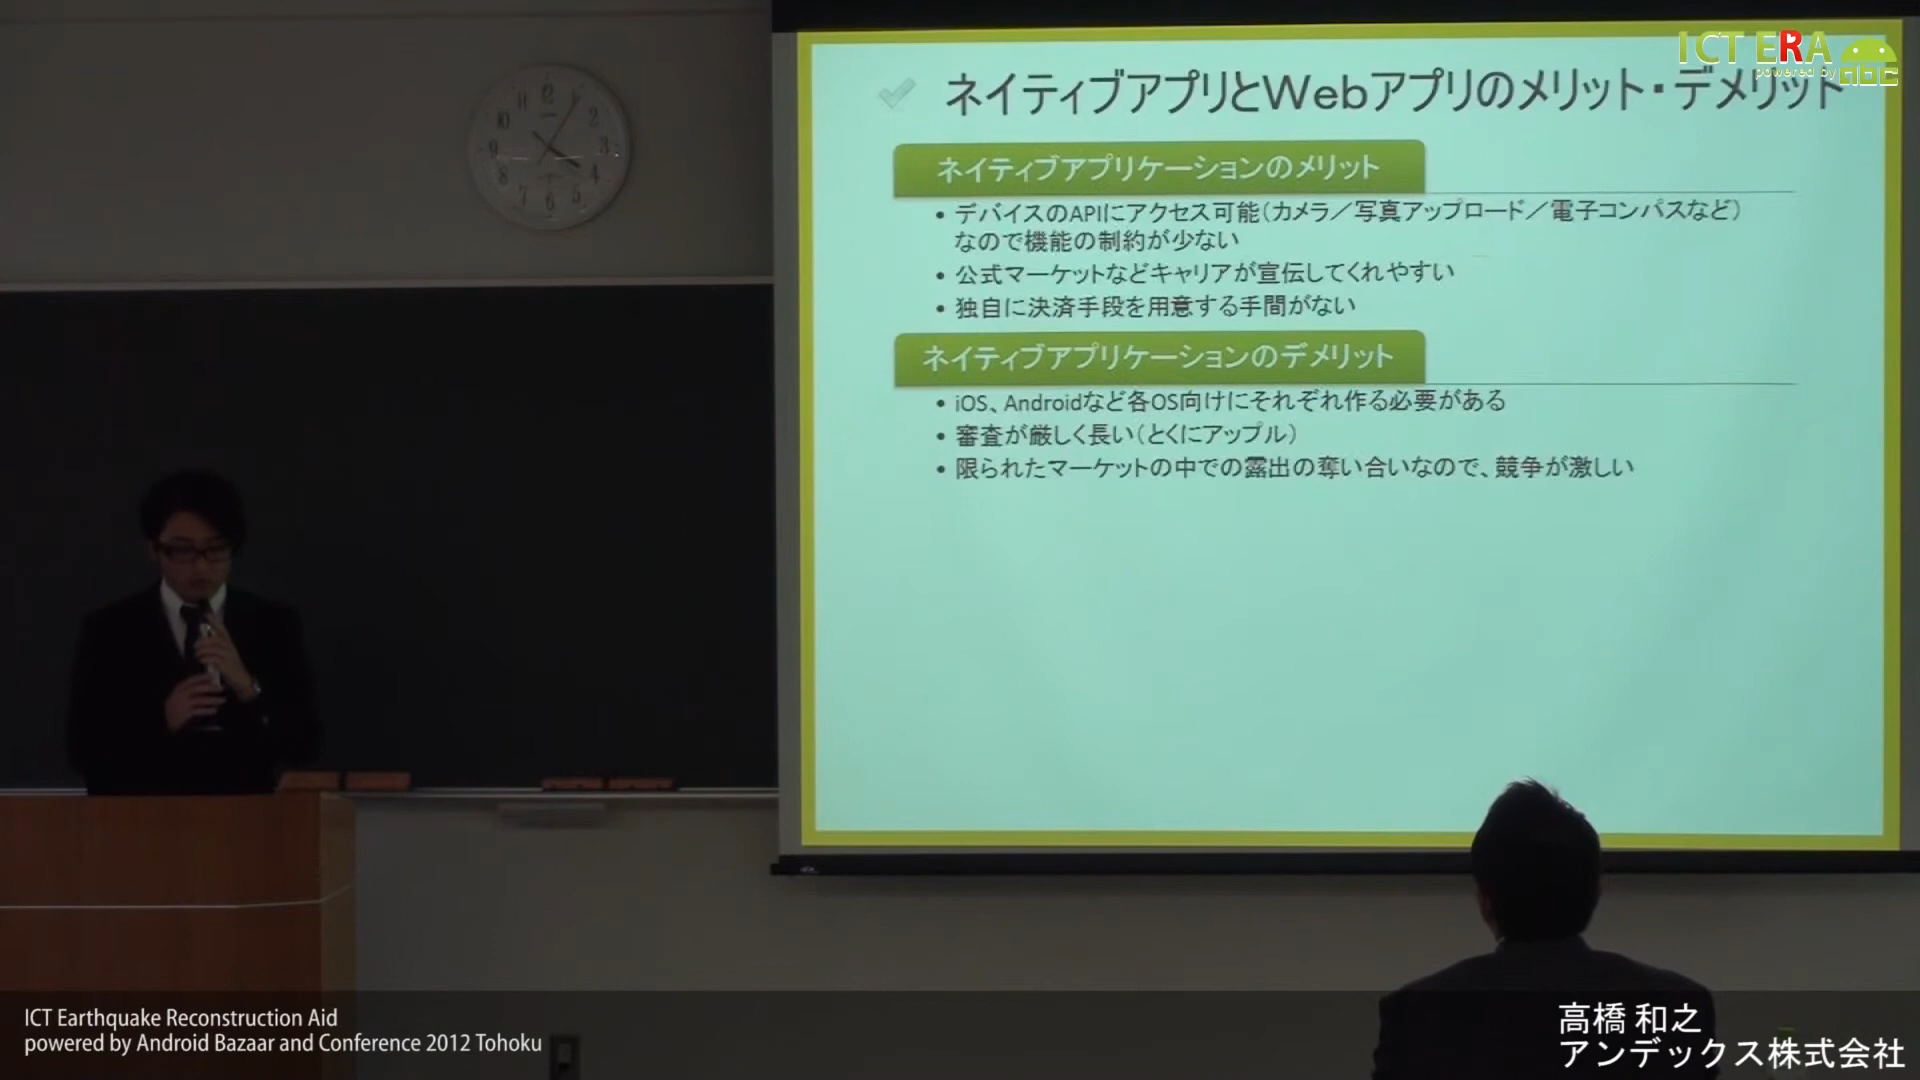 ICT ERA
powered by ABC
ネイティブアプリとWebアプリのメリット・デメリット
ネイティブアプリケーションのメリット
• デバイスのAPIにアクセス可能（カメラ／写真アップロード／電子コンパスなど）
なので機能の制約が少ない
• 公式マーケットなどキャリアが宣伝してくれやすい
• 独自に決済手段を用意する手間がない
ネイティブアプリケーションのデメリット
• iOS、Androidなど各OS向けにそれぞれ作る必要がある
• 審査が厳しく長い（とくにアップル）
• 限られたマーケットの中での露出の奪い合いなので、競争が激しい
12
1
2
3
4
5
6
7
8
9
10
11
ICT Earthquake Reconstruction Aid
powered by Android Bazaar and Conference 2012 Tohoku
高橋 和之
アンデックス株式会社